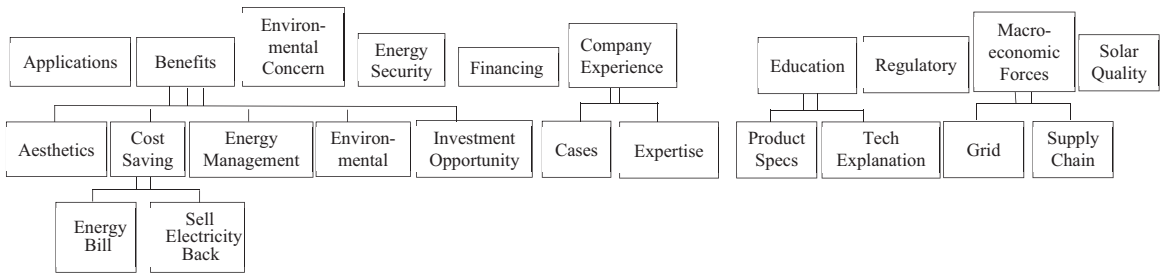 Applications
Benefits
Environ-
mental
Concern
Energy
Security
Financing
Company
Experience
Education
Regulatory
Macro-
economic
Forces
Solar
Quality
Aesthetics
Cost
Saving
Energy
Management
Environ-
mental
Investment
Opportunity
Cases
Expertise
Product
Specs
Tech
Explanation
Grid
Supply
Chain
Energy
Bill
Sell
Electricity
Back